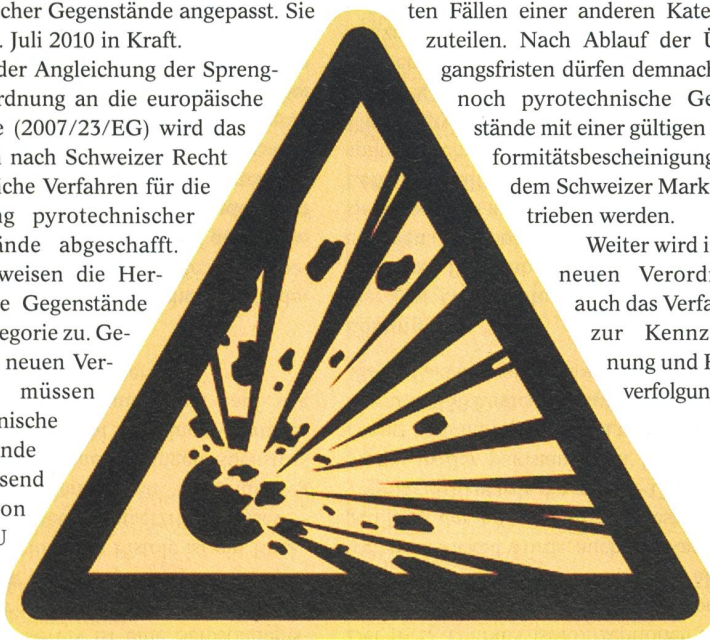 cher Gegenstände angepasst. Sie
. Juli 2010 in Kraft.
der Angleichung der Spreng-
rdnung an die europäische
e (2007/23/EG) wird das
nach Schweizer Recht
iche Verfahren für die
ng pyrotechnischer
ände abgeschafft.
weisen die Her-
e Gegenstände
egorie zu. Ge-
neuen Ver-
müssen
nische
nde
send
on
U
ten Fällen einer anderen Kate
zuteilen. Nach Ablauf der Ü
gangsfristen dürfen demnach
noch pyrotechnische Ge
stände mit einer gültigen
formitätsbescheinigung
dem Schweizer Mark
trieben werden.
Weiter wird i
neuen Verord
auch das Verfa
zur Kennz
nung und
verfolgun